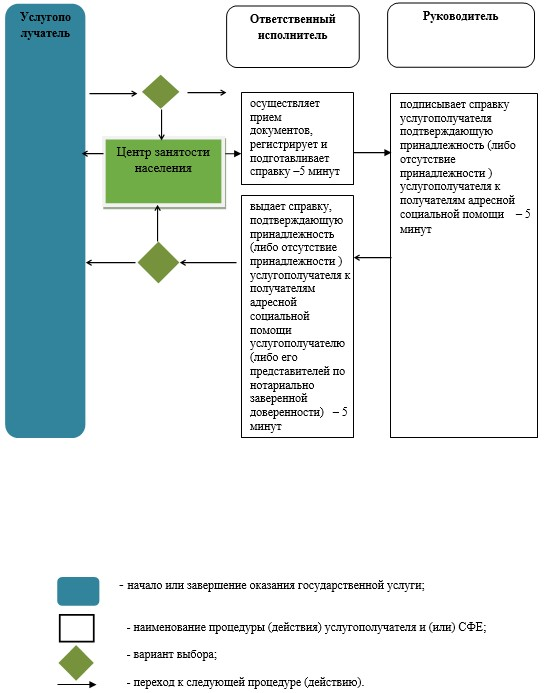 Услугопо
лучатель
Ответственный
исполнитель
Руководитель
осуществляет
прием
документов,
регистрирует и
подготавливает
справку –5 минут
подписывает справку
услугополучателя
подтверждающую
принадлежность (либо
отсутствие
принадлежности )
услугополучателя к
получателям адресной
социальной помощи – 5
минут
Центр занятости
населения
выдает справку,
подтверждающую
принадлежность
(либо отсутствие
принадлежности )
услугополучателя к
получателям
адресной
социальной
помощи
услугополучателю
(либо его
представителей по
нотариально
заверенной
доверенности) – 5
минут
- начало или завершение оказания государственной услуги;
- наименование процедуры (действия) услугополучателя и (или) СФЕ;
- вариант выбора;
- переход к следующей процедуре (действию).